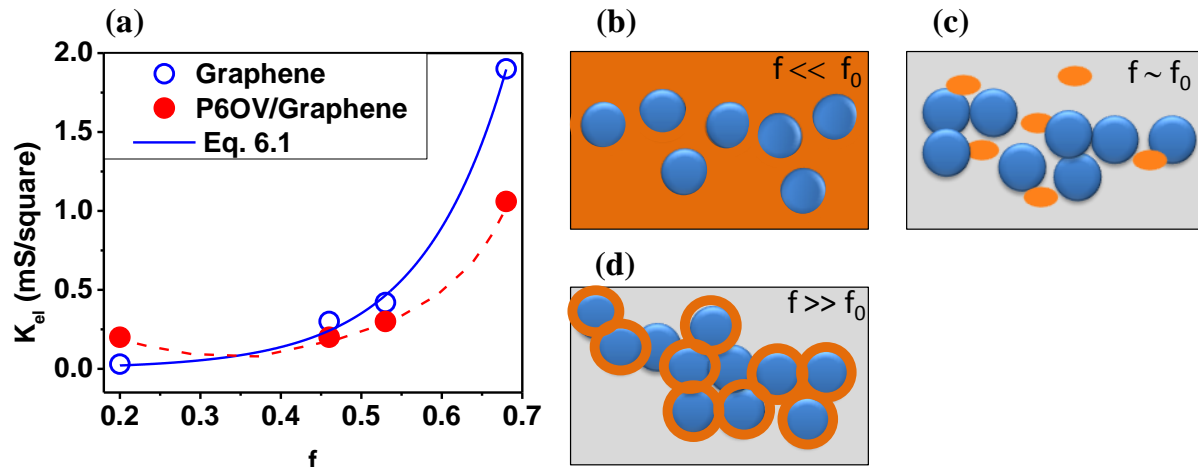 (a)
K_el (mS/square)
2.0
1.5
1.0
0.5
0.0
Graphene
P6OV/Graphene
Eq. 6.1
0.2 0.3 0.4 0.5 0.6 0.7
f
(b)
f << f₀
(c)
f ~ f₀
(d)
f >> f₀